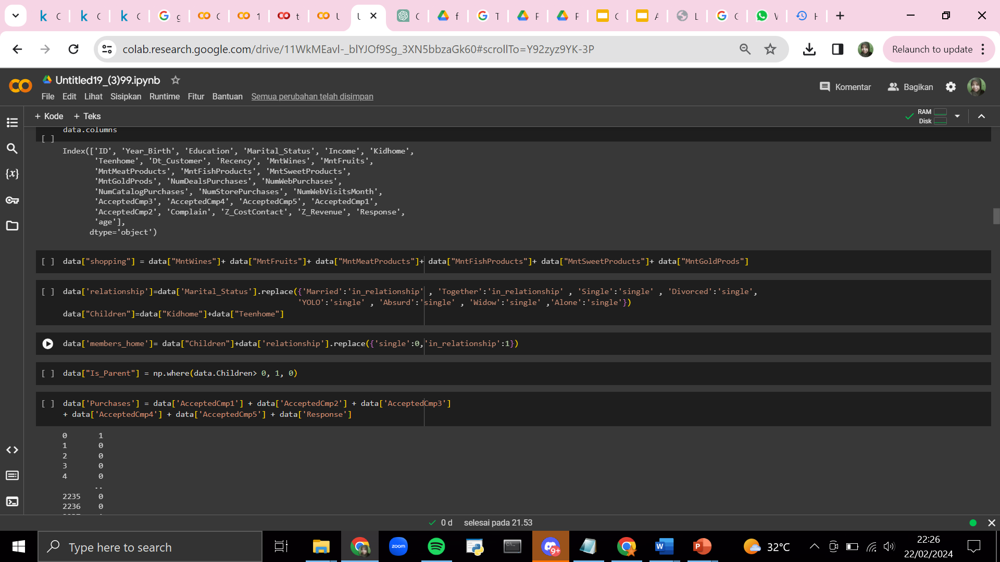 colab.research.google.com/drive/11WkMEavl-_blYJOf9Sg_3XN5bbzaGk60#scrollTo=Y92zyz9YK-3P
Relaunch to update
Untitled19_(3)99.ipynb
File Edit Lihat Sisipkan Runtime Fitur Bantuan Semua perubahan telah disimpan
Komentar Bagikan
+ Kode + Teks
RAM
Disk
data.columns
[ ]
Index(['ID', 'Year_Birth', 'Education', 'Marital_Status', 'Income', 'Kidhome',
'Teenhome', 'Dt_Customer', 'Recency', 'MntWines', 'MntFruits',
'MntMeatProducts', 'MntFishProducts', 'MntSweetProducts',
'MntGoldProds', 'NumDealsPurchases', 'NumWebPurchases',
'NumCatalogPurchases', 'NumStorePurchases', 'NumWebVisitsMonth',
'AcceptedCmp3', 'AcceptedCmp4', 'AcceptedCmp5', 'AcceptedCmp1',
'AcceptedCmp2', 'Complain', 'Z_CostContact', 'Z_Revenue', 'Response',
'age'],
dtype='object')
[ ] data["shopping"] = data["MntWines"]+ data["MntFruits"]+ data["MntMeatProducts"]+ data["MntFishProducts"]+ data["MntSweetProducts"]+ data["MntGoldProds"]
[ ] data['relationship']=data['Marital_Status'].replace({'Married':'in_relationship' , 'Together':'in_relationship' , 'Single':'single' , 'Divorced':'single',
'YOLO':'single' , 'Absurd':'single' , 'Widow':'single' ,'Alone':'single'})
data["Children"]=data["Kidhome"]+data["Teenhome"]
data['members_home']= data["Children"]+data['relationship'].replace({'single':0,'in_relationship':1})
[ ] data["Is_Parent"] = np.where(data.Children> 0, 1, 0)
[ ] data['Purchases'] = data['AcceptedCmp1'] + data['AcceptedCmp2'] + data['AcceptedCmp3']
+ data['AcceptedCmp4'] + data['AcceptedCmp5'] + data['Response']
0 1
1 0
2 0
3 0
4 0
..
2235 0
2236 0
0 d selesai pada 21.53
Type here to search
zoom
9+
32°C
22:26
22/02/2024